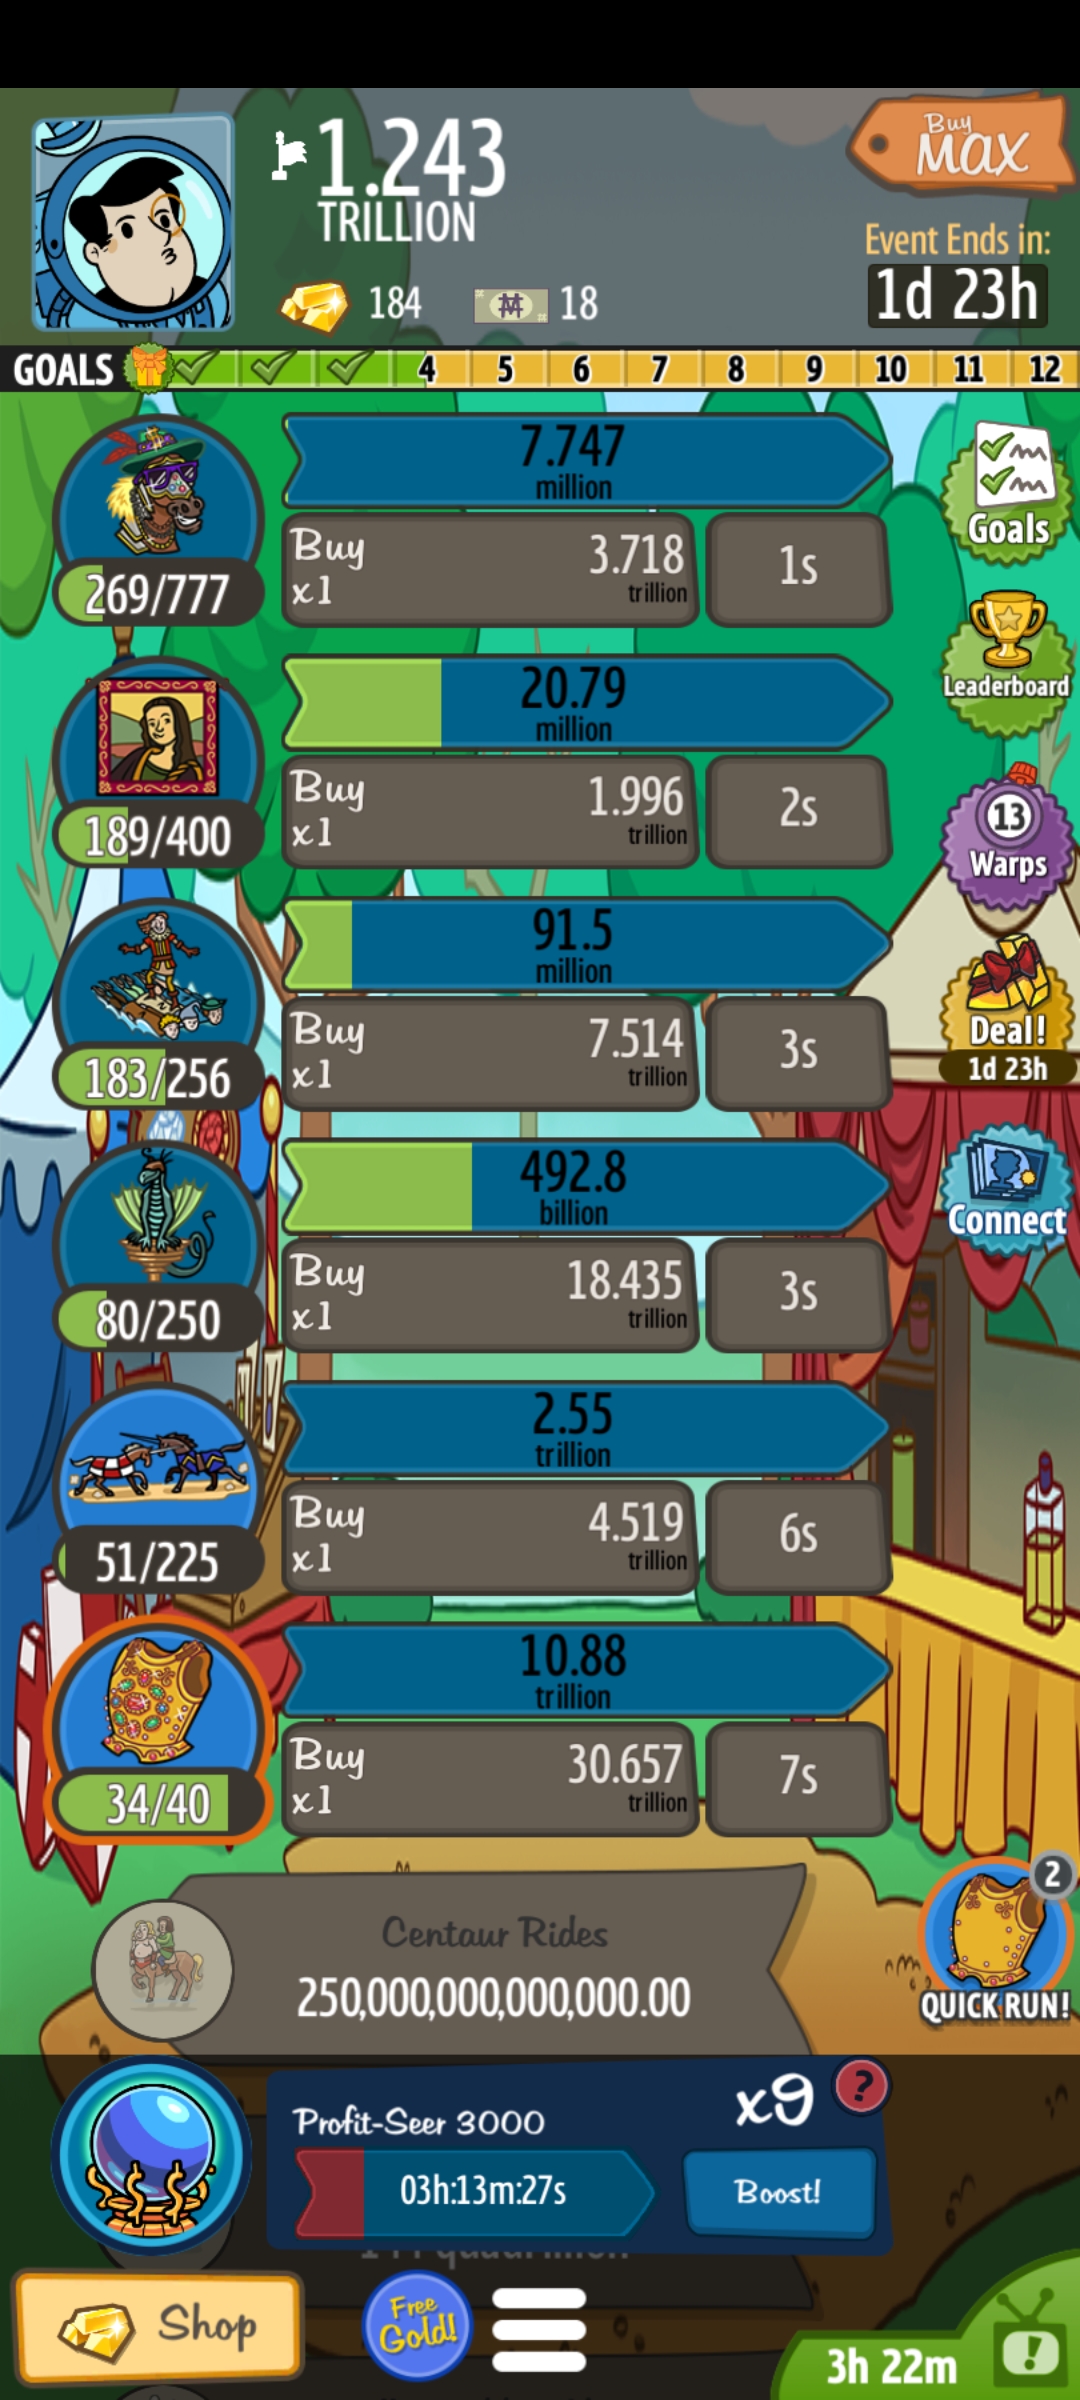 1.243
TRILLION
Buy
MAX
184
18
Event Ends in:
1d 23h
GOALS 4 5 6 7 8 9 10 11 12
7.747
million
Buy
x1
3.718
trillion
1s
269/777
Goals
20.79
million
Buy
x1
1.996
trillion
2s
189/400
Leaderboard
13
Warps
91.5
million
Buy
x1
7.514
trillion
3s
183/256
Deal!
1d 23h
492.8
billion
Buy
x1
18.435
trillion
3s
80/250
Connect
2.55
trillion
Buy
x1
4.519
trillion
6s
51/225
10.88
trillion
Buy
x1
30.657
trillion
7s
34/40
Centaur Rides
250,000,000,000,000.00
2
QUICK RUN!
Profit-Seer 3000
x9
?
03h:13m:27s
Boost!
Shop
Free
Gold!
3h 22m
!